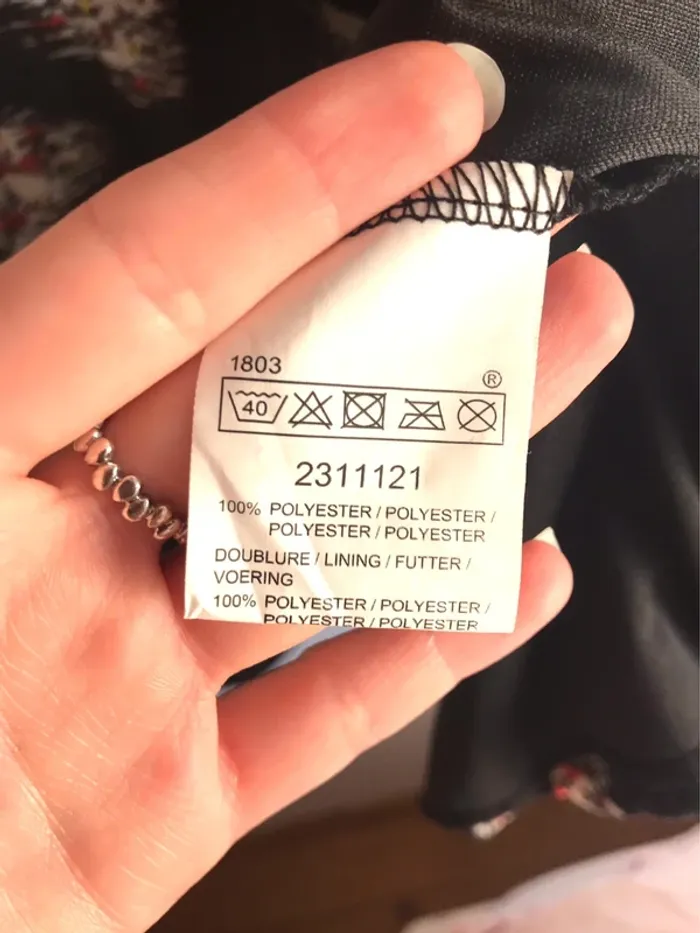 1803
®
40
2311121
100% POLYESTER / POLYESTER /
POLYESTER / POLYESTER
DOUBLURE / LINING / FUTTER /
VOERING
100% POLYESTER / POLYESTER /
POLYESTER / POLYESTER